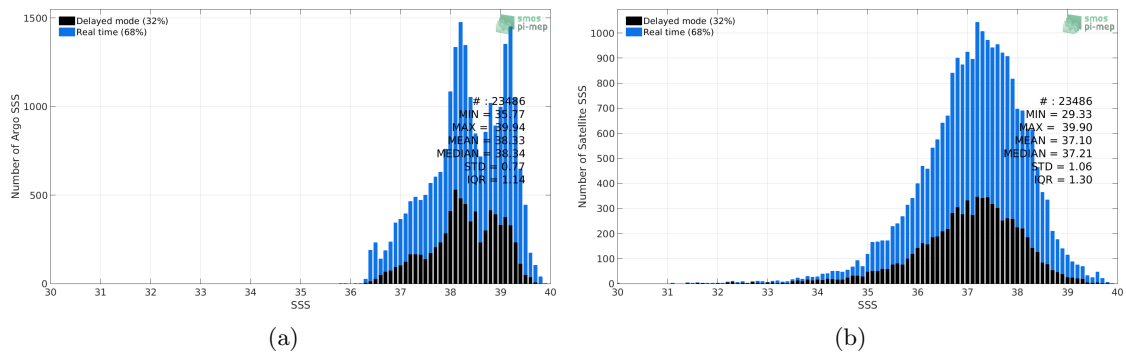 Delayed mode (32%)
Real time (68%)
smos
pi-mep
# : 23486
MIN = 35.77
MAX = 39.94
MEAN = 38.33
MEDIAN = 38.34
STD = 0.77
IQR = 1.14
Number of Argo SSS
1500
1000
500
0
30 31 32 33 34 35 36 37 38 39 40
SSS
(a)
Delayed mode (32%)
Real time (68%)
smos
pi-mep
# : 23486
MIN = 29.33
MAX = 39.90
MEAN = 37.10
MEDIAN = 37.21
STD = 1.06
IQR = 1.30
Number of Satellite SSS
1000
900
800
700
600
500
400
300
200
100
0
30 31 32 33 34 35 36 37 38 39 40
SSS
(b)